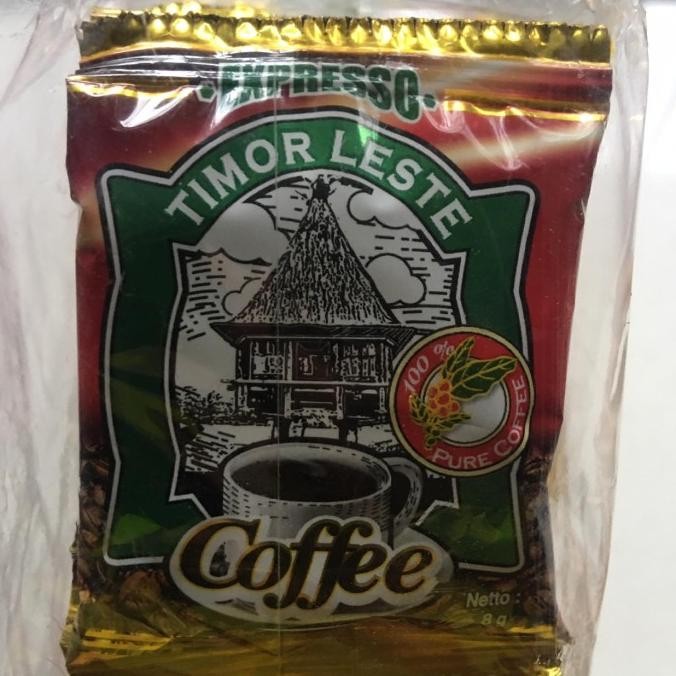 EXPRESSO
TIMOR LESTE
100 %
PURE COFFEE
Coffee
Netto :
8 g